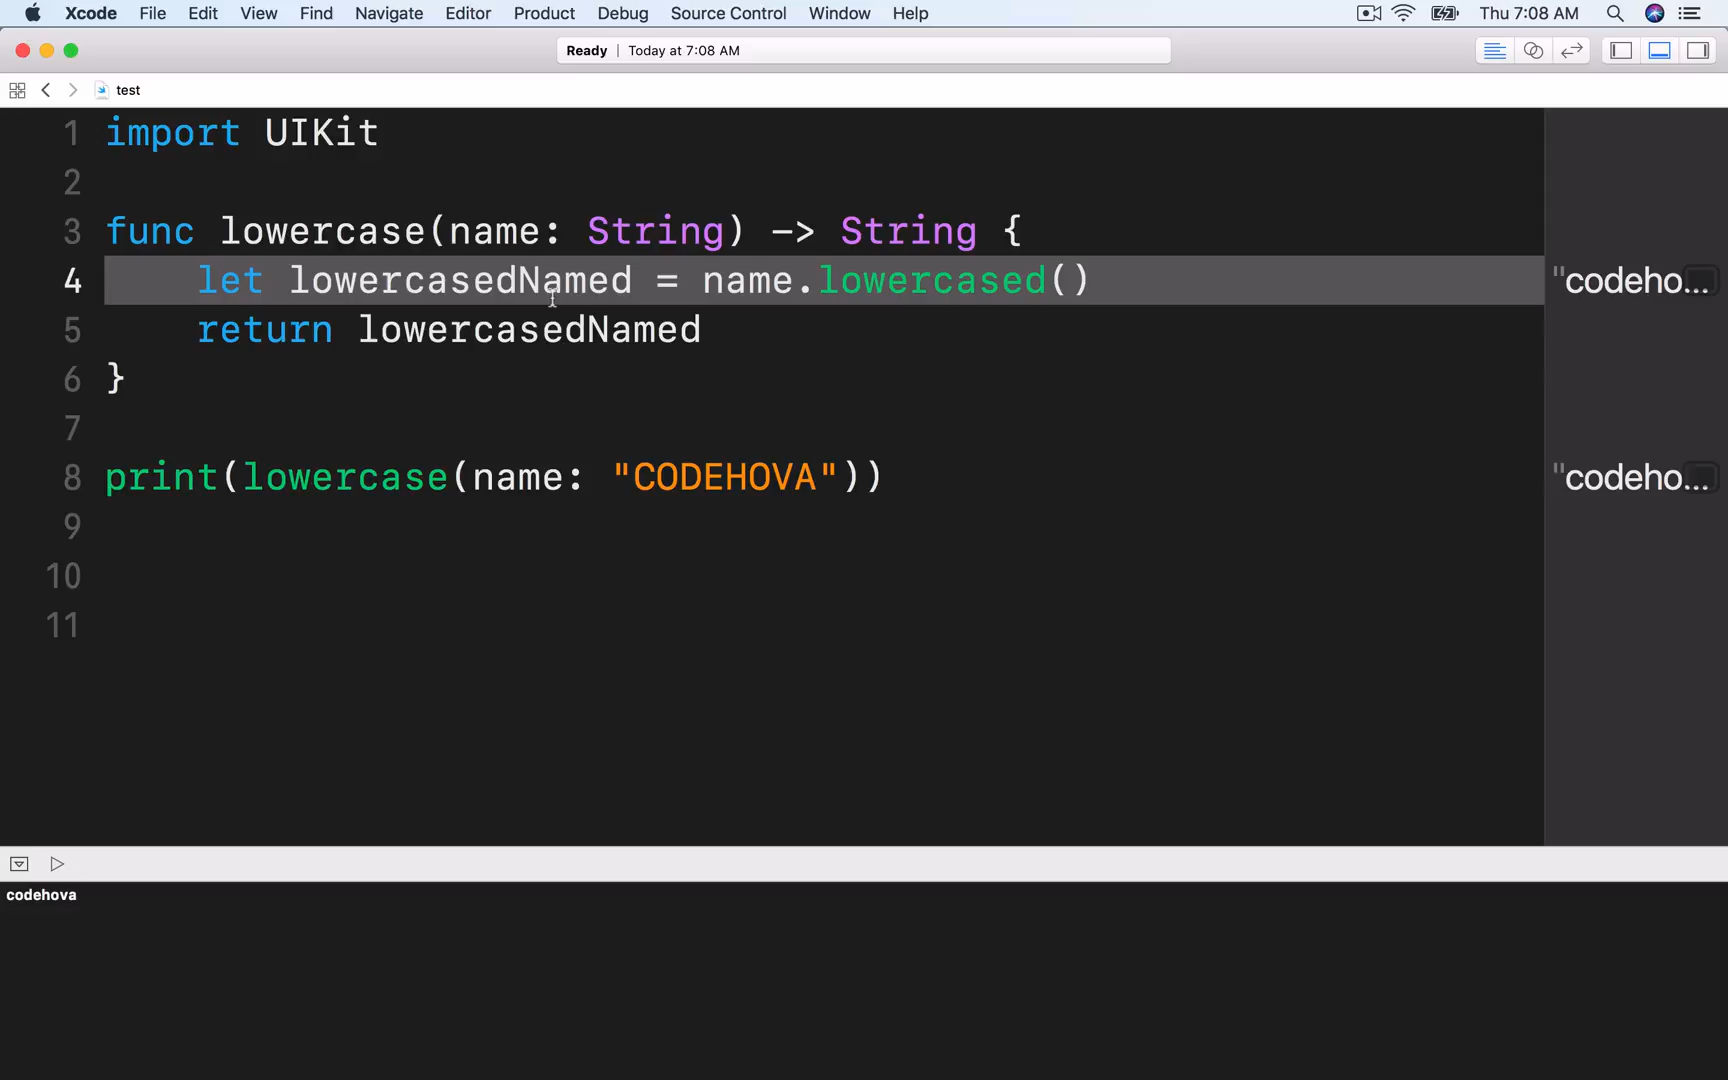 Xcode File Edit View Find Navigate Editor Product Debug Source Control Window Help Thu 7:08 AM
Ready | Today at 7:08 AM
test
1 import UIKit
2
3 func lowercase(name: String) -> String {
4 let lowercasedNamed = name.lowercased() "codeho...
5 return lowercasedNamed
6 }
7
8 print(lowercase(name: "CODEHOVA")) "codeho...
9
10
11
codehova